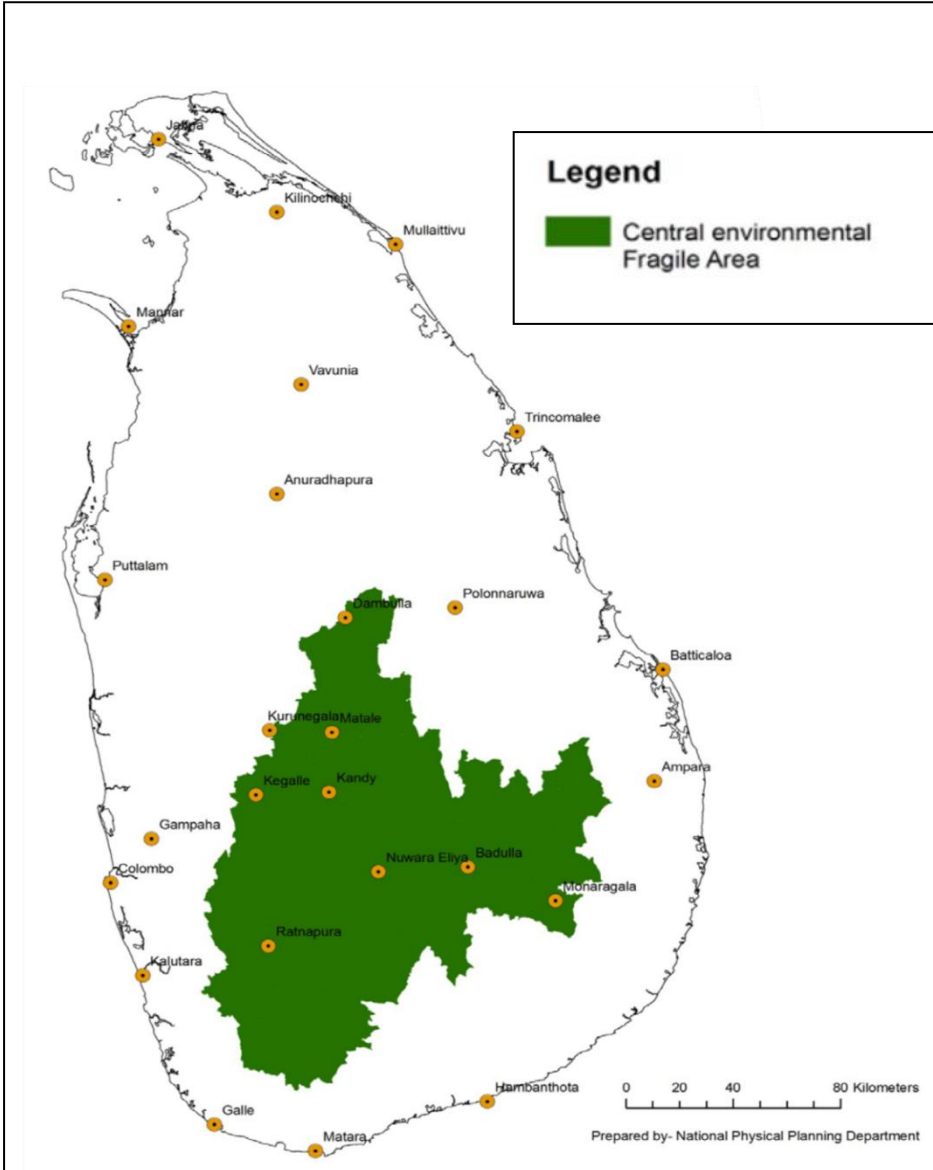 Jaffna
Legend
Kilinochchi
Central environmental
Fragile Area
Mullaittivu
Mannar
Vavunia
Trincomalee
Anuradhapura
Puttalam
Polonnaruwa
Dambulla
Batticaloa
Kurunegala
Matale
Kegalle
Kandy
Ampara
Gampaha
Nuwara Eliya
Badulla
Colombo
Monaragala
Ratnapura
Kalutara
Hambanthota
0 20 40 80 Kilometers
Galle
Matara
Prepared by- National Physical Planning Department